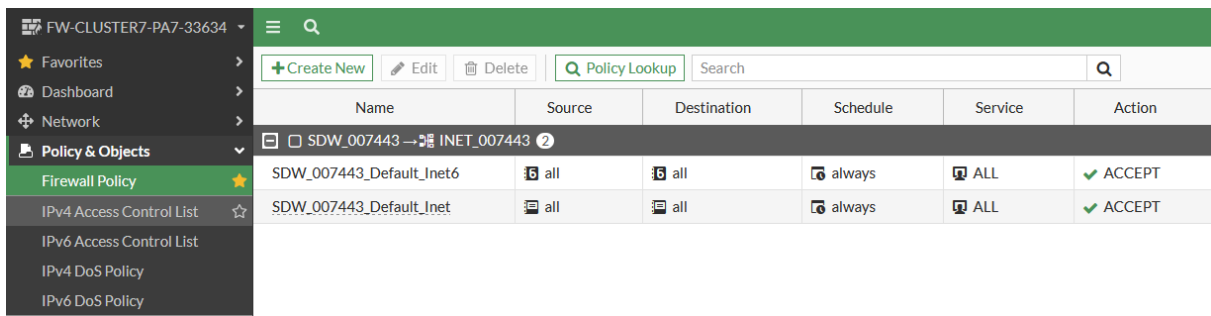 FW-CLUSTER7-PA7-33634
Favorites
Dashboard
Network
Policy & Objects
Firewall Policy
IPv4 Access Control List
IPv6 Access Control List
IPv4 DoS Policy
IPv6 DoS Policy
+Create New Edit Delete Policy Lookup Search
Name Source Destination Schedule Service Action
SDW_007443 → INET_007443 2
SDW_007443_Default_Inet6 6 all 6 all always ALL ACCEPT
SDW_007443_Default_Inet all all always ALL ACCEPT